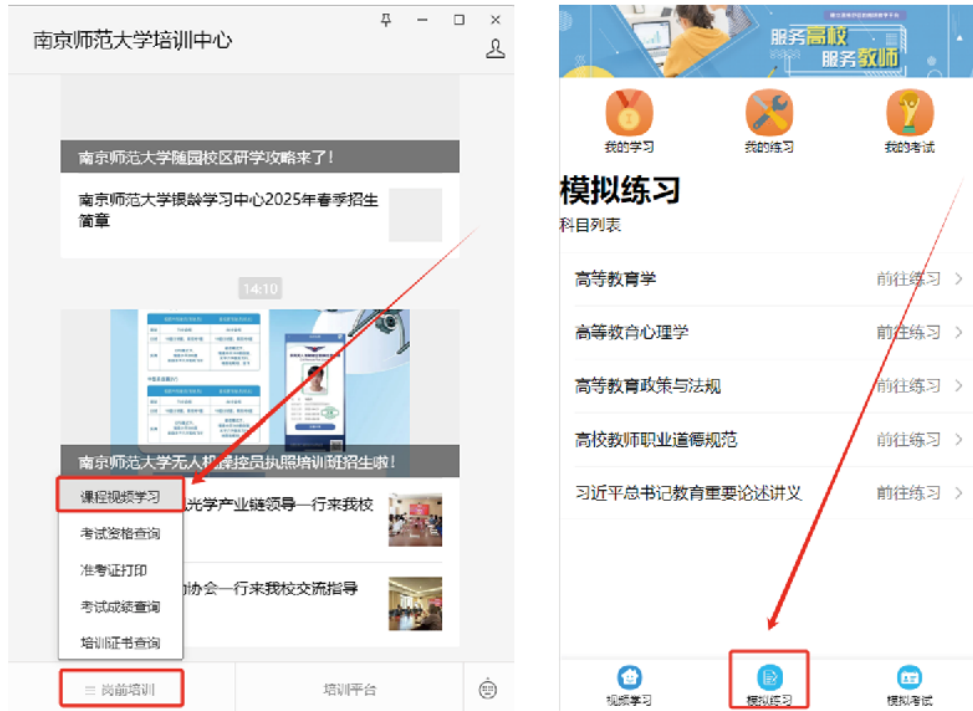 南京师范大学培训中心
南京师范大学随园校区研学攻略来了!
南京师范大学银龄学习中心2025年春季招生
简章
14:10
南京师范大学无人机操控员执照培训班招生啦!
光学产业链领导一行来我校
协会一行来我校交流指导
课程视频学习
考试资格查询
准考证打印
考试成绩查询
培训证书查询
岗前培训
培训平台
服务高校
服务教师
我的学习
我的练习
我的考试
模拟练习
科目列表
高等教育学
前往练习
高等教育心理学
前往练习
高等教育政策与法规
前往练习
高校教师职业道德规范
前往练习
习近平总书记教育重要论述讲义
前往练习
视频学习
模拟练习
模拟考试